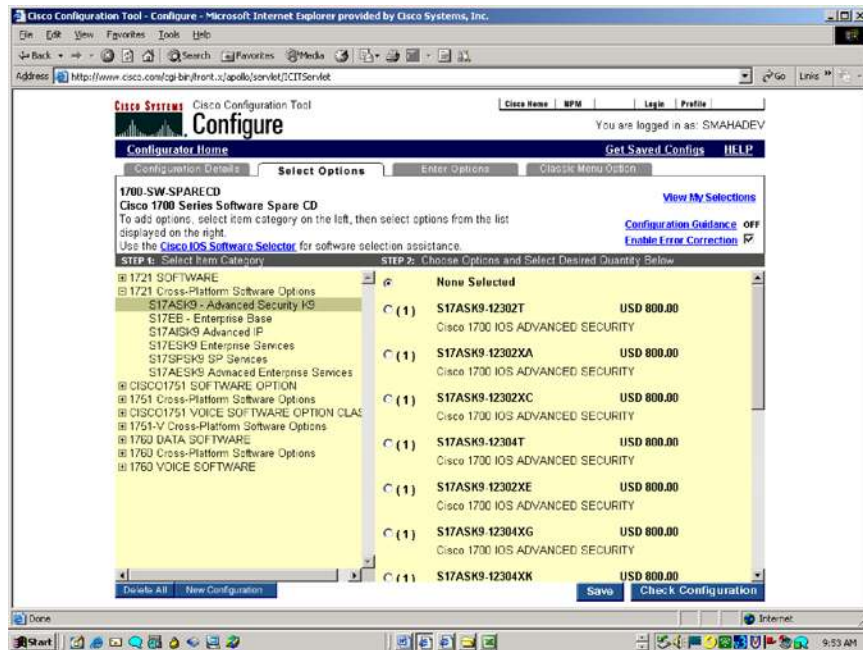 Cisco Configuration Tool - Configure - Microsoft Internet Explorer provided by Cisco Systems, Inc.
File Edit View Favorites Tools Help
Back Search Favorites Media
Address http://www.cisco.com/cgi-bin/front.x/apollo/servlet/ICITServlet Go Links »
CISCO SYSTEMS Cisco Configuration Tool
Configure
Cisco Home NPM Login Profile
You are logged in as: SMAHADEV
Configurator Home Get Saved Configs HELP
Configuration Details Select Options Enter Options Classic Menu Option
1700-SW-SPARECD
Cisco 1700 Series Software Spare CD
To add options, select item category on the left, then select options from the list
displayed on the right.
Use the Cisco IOS Software Selector for software selection assistance.
View My Selections
Configuration Guidance OFF
Enable Error Correction
STEP 1: Select Item Category
1721 SOFTWARE
1721 Cross-Platform Software Options
S17ASK9 - Advanced Security K9
S17EB - Enterprise Base
S17AISK9 Advanced IP
S17ESK9 Enterprise Services
S17SPSK9 SP Services
S17AESK9 Advnaced Enterprise Services
CISCO1751 SOFTWARE OPTION
1751 Cross-Platform Software Options
CISCO1751 VOICE SOFTWARE OPTION CLAS
1751-V Cross-Platform Software Options
1760 DATA SOFTWARE
1760 Cross-Platform Software Options
1760 VOICE SOFTWARE
STEP 2: Choose Options and Select Desired Quantity Below
None Selected
(1) S17ASK9-12302T USD 800.00
Cisco 1700 IOS ADVANCED SECURITY
(1) S17ASK9-12302XA USD 800.00
Cisco 1700 IOS ADVANCED SECURITY
(1) S17ASK9-12302XC USD 800.00
Cisco 1700 IOS ADVANCED SECURITY
(1) S17ASK9-12304T USD 800.00
Cisco 1700 IOS ADVANCED SECURITY
(1) S17ASK9-12302XE USD 800.00
Cisco 1700 IOS ADVANCED SECURITY
(1) S17ASK9-12304XG USD 800.00
Cisco 1700 IOS ADVANCED SECURITY
(1) S17ASK9-12304XK USD 800.00
Delete All New Configuration Save Check Configuration
Done Internet
Start 9:53 AM